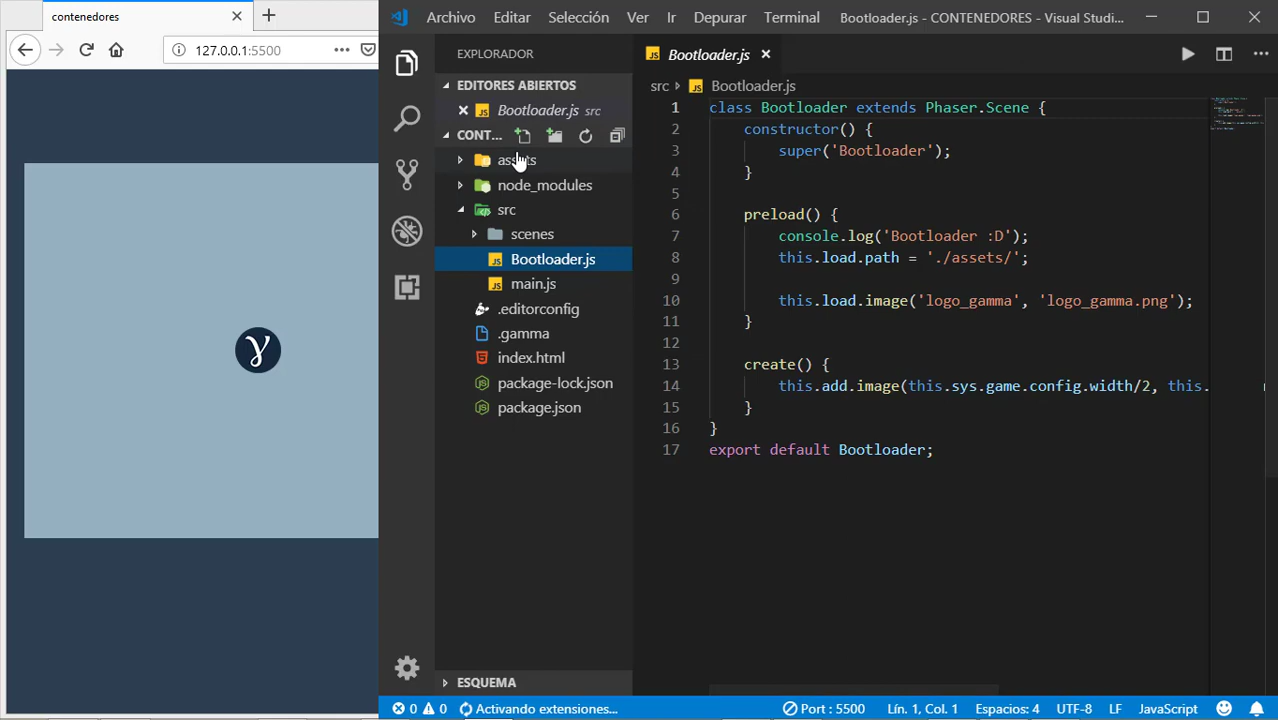 contenedores
127.0.0.1:5500
γ
Archivo Editar Selección Ver Ir Depurar Terminal Bootloader.js - CONTENEDORES - Visual Studi...
EXPLORADOR
EDITORES ABIERTOS
Bootloader.js src
CONT...
assets
node_modules
src
scenes
Bootloader.js
main.js
.editorconfig
.gamma
index.html
package-lock.json
package.json
ESQUEMA
Bootloader.js
src Bootloader.js
1 class Bootloader extends Phaser.Scene {
2 constructor() {
3 super('Bootloader');
4 }
5
6 preload() {
7 console.log('Bootloader :D');
8 this.load.path = './assets/';
9
10 this.load.image('logo_gamma', 'logo_gamma.png');
11 }
12
13 create() {
14 this.add.image(this.sys.game.config.width/2, this.
15 }
16 }
17 export default Bootloader;
0 0 Activando extensiones... Port : 5500 Lín. 1, Col. 1 Espacios: 4 UTF-8 LF JavaScript